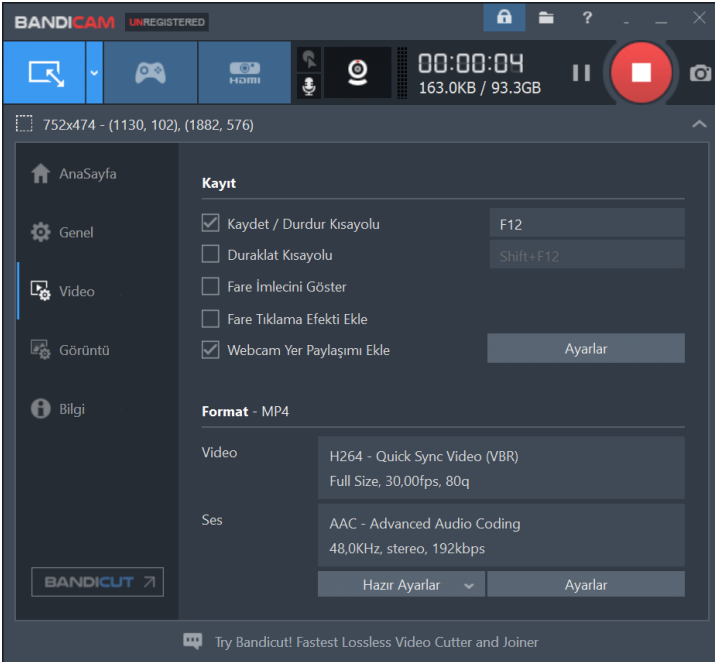 BANDICAM UNREGISTERED
HDMI
00:00:04
163.0KB / 93.3GB
752x474 - (1130, 102), (1882, 576)
AnaSayfa
Genel
Video
Görüntü
Bilgi
BANDICUT
Kayıt
Kaydet / Durdur Kısayolu
F12
Duraklat Kısayolu
Shift+F12
Fare İmlecini Göster
Fare Tıklama Efekti Ekle
Webcam Yer Paylaşımı Ekle
Ayarlar
Format - MP4
Video
H264 - Quick Sync Video (VBR)
Full Size, 30,00fps, 80q
Ses
AAC - Advanced Audio Coding
48,0KHz, stereo, 192kbps
Hazır Ayarlar
Ayarlar
Try Bandicut! Fastest Lossless Video Cutter and Joiner